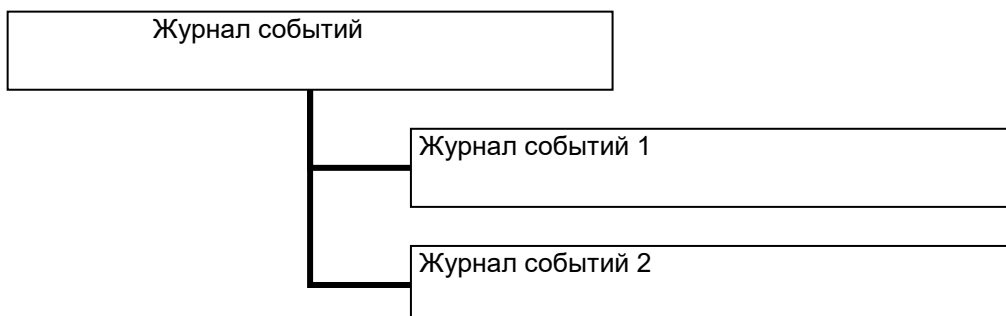 Журнал событий
Журнал событий 1
Журнал событий 2